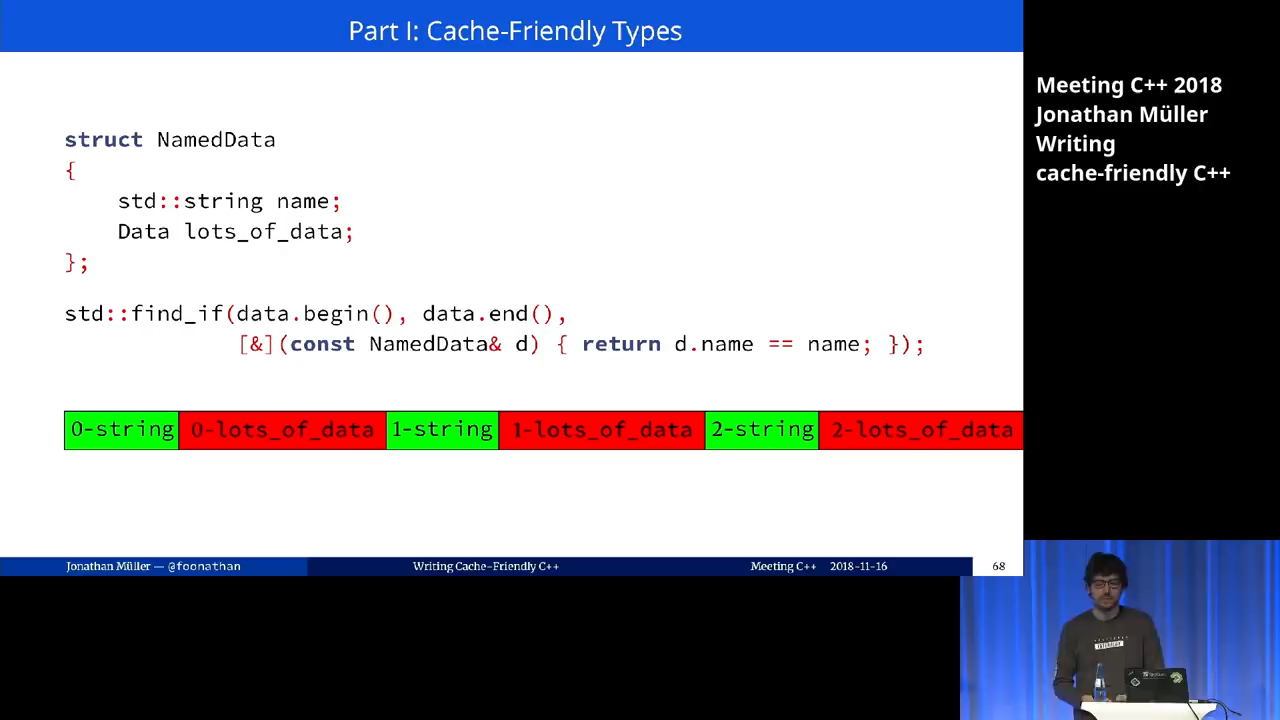 Part I: Cache-Friendly Types
struct NamedData
{
std::string name;
Data lots_of_data;
};
std::find_if(data.begin(), data.end(),
[&](const NamedData& d) { return d.name == name; });
0-string 0-lots_of_data 1-string 1-lots_of_data 2-string 2-lots_of_data
Jonathan Müller — @foonathan Writing Cache-Friendly C++ Meeting C++ 2018-11-16 68
Meeting C++ 2018
Jonathan Müller
Writing
cache-friendly C++